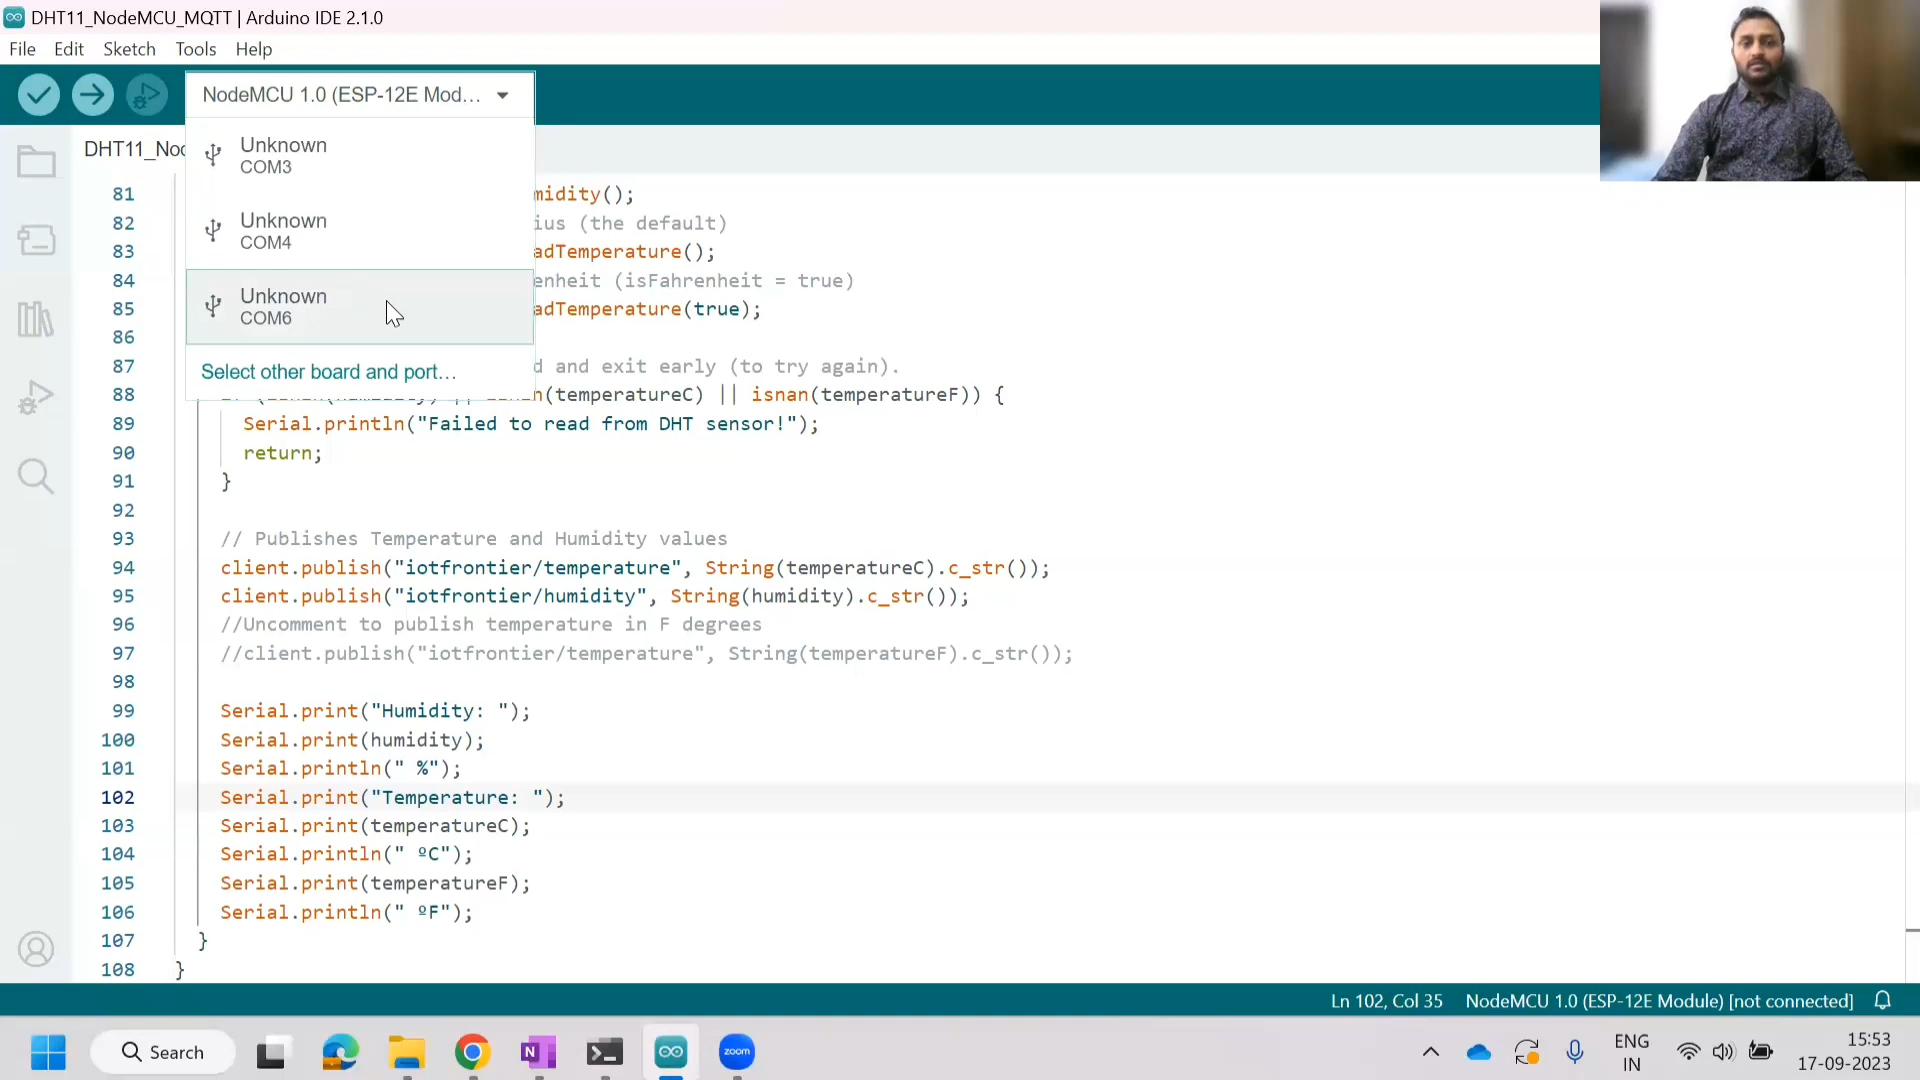 DHT11_NodeMCU_MQTT | Arduino IDE 2.1.0
File Edit Sketch Tools Help
NodeMCU 1.0 (ESP-12E Mod...
DHT11_Noc
Unknown
COM3
Unknown
COM4
Unknown
COM6
Select other board and port…
81 midity();
82 ius (the default)
83 adTemperature();
84 enheit (isFahrenheit = true)
85 adTemperature(true);
86
87 d and exit early (to try again).
88 (temperatureC) || isnan(temperatureF)) {
89 Serial.println("Failed to read from DHT sensor!");
90 return;
91 }
92
93 // Publishes Temperature and Humidity values
94 client.publish("iotfrontier/temperature", String(temperatureC).c_str());
95 client.publish("iotfrontier/humidity", String(humidity).c_str());
96 //Uncomment to publish temperature in F degrees
97 //client.publish("iotfrontier/temperature", String(temperatureF).c_str());
98
99 Serial.print("Humidity: ");
100 Serial.print(humidity);
101 Serial.println(" %");
102 Serial.print("Temperature: ");
103 Serial.print(temperatureC);
104 Serial.println(" ºC");
105 Serial.print(temperatureF);
106 Serial.println(" ºF");
107 }
108 }
Ln 102, Col 35 NodeMCU 1.0 (ESP-12E Module) [not connected]
Search
zoom
ENG
IN
15:53
17-09-2023